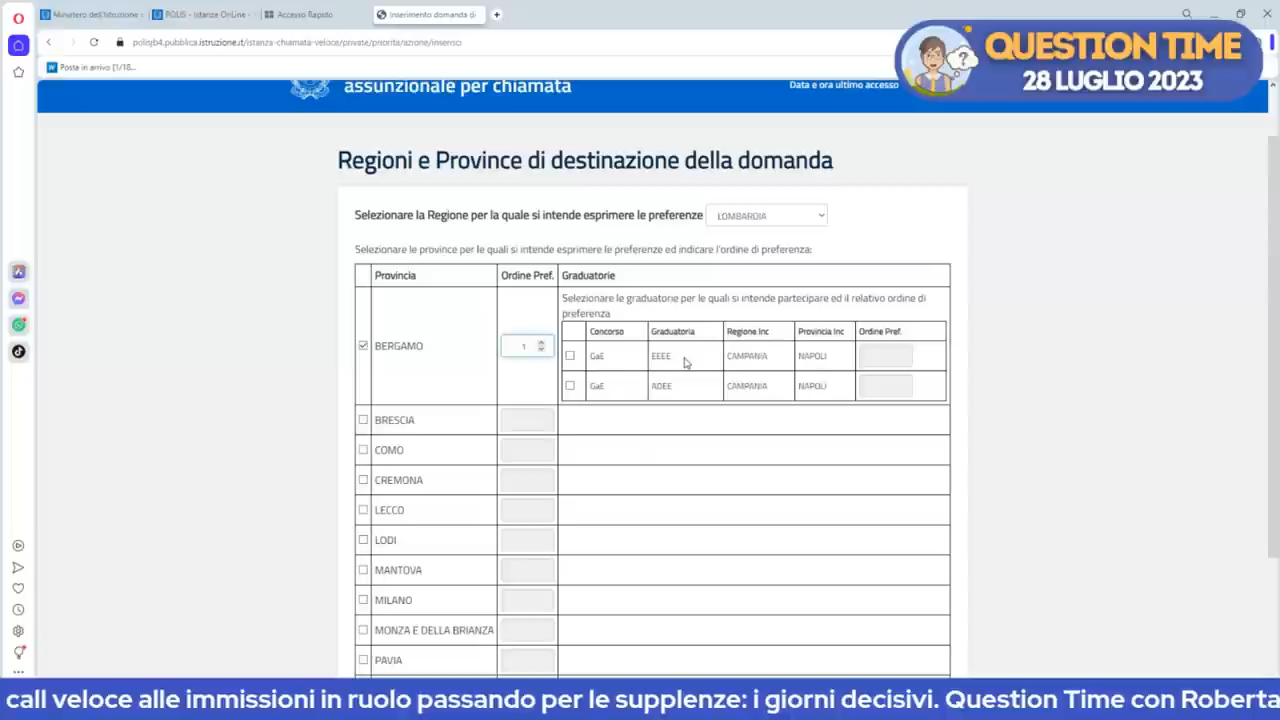 Ministero dell'Istruzione
POLIS - Istanze OnLine -
Accesso Rapido
Inserimento domanda di
polisjb4.pubblica.istruzione.it/istanza-chiamata-veloce/private/priorita/azione/inserisci
Posta in arrivo (1/18...
QUESTION TIME
28 LUGLIO 2023
assunzionale per chiamata
Data e ora ultimo accesso
Regioni e Province di destinazione della domanda
Selezionare la Regione per la quale si intende esprimere le preferenze LOMBARDIA
Selezionare le province per le quali si intende esprimere le preferenze ed indicare l'ordine di preferenza:
Provincia Ordine Pref. Graduatorie
Selezionare le graduatorie per le quali si intende partecipare ed il relativo ordine di
preferenza
Concorso Graduatoria Regione Inc Provincia Inc Ordine Pref.
BERGAMO 1
GaE EEEE CAMPANIA NAPOLI
GaE ADEE CAMPANIA NAPOLI
BRESCIA
COMO
CREMONA
LECCO
LODI
MANTOVA
MILANO
MONZA E DELLA BRIANZA
PAVIA
call veloce alle immissioni in ruolo passando per le supplenze: i giorni decisivi. Question Time con Roberta